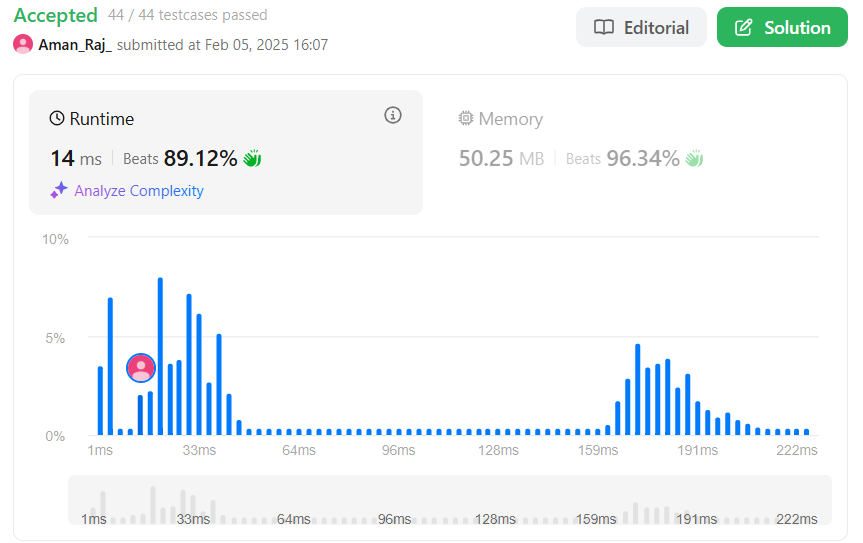 Accepted 44 / 44 testcases passed
Aman_Raj_ submitted at Feb 05, 2025 16:07
Editorial
Solution
Runtime
14 ms Beats 89.12%
Analyze Complexity
Memory
50.25 MB Beats 96.34%
10%
5%
0%
1ms 33ms 64ms 96ms 128ms 159ms 191ms 222ms
1ms 33ms 64ms 96ms 128ms 159ms 191ms 222ms